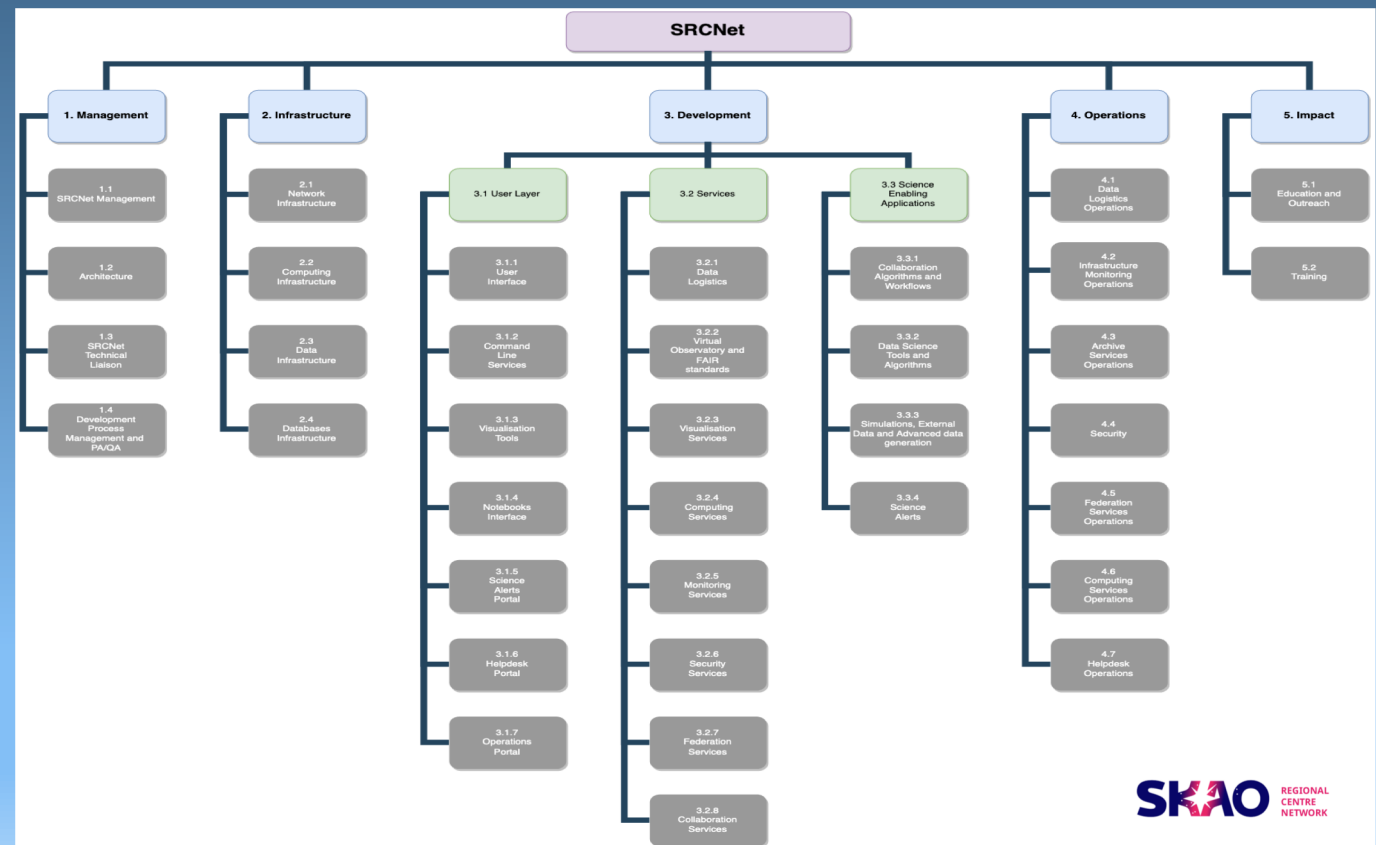 SRCNet
1. Management
2. Infrastructure
3. Development
4. Operations
5. Impact
1.1
SRCNet Management
1.2
Architecture
1.3
SRCNet
Technical
Liaison
1.4
Development
Process
Management and
PA/QA
2.1
Network
Infrastructure
2.2
Computing
Infrastructure
2.3
Data
Infrastructure
2.4
Databases
Infrastructure
3.1 User Layer
3.1.1
User
Interface
3.1.2
Command
Line
Services
3.1.3
Visualisation
Tools
3.1.4
Notebooks
Interface
3.1.5
Science
Alerts
Portal
3.1.6
Helpdesk
Portal
3.1.7
Operations
Portal
3.2 Services
3.2.1
Data
Logistics
3.2.2
Virtual
Observatory and
FAIR
standards
3.2.3
Visualisation
Services
3.2.4
Computing
Services
3.2.5
Monitoring
Services
3.2.6
Security
Services
3.2.7
Federation
Services
3.2.8
Collaboration
Services
3.3 Science
Enabling
Applications
3.3.1
Collaboration
Algorithms and
Workflows
3.3.2
Data Science
Tools and
Algorithms
3.3.3
Simulations, External
Data and Advanced data
generation
3.3.4
Science
Alerts
4.1
Data
Logistics
Operations
4.2
Infrastructure
Monitoring
Operations
4.3
Archive
Services
Operations
4.4
Security
4.5
Federation
Services
Operations
4.6
Computing
Services
Operations
4.7
Helpdesk
Operations
5.1
Education and
Outreach
5.2
Training
SKAO
REGIONAL
CENTRE
NETWORK